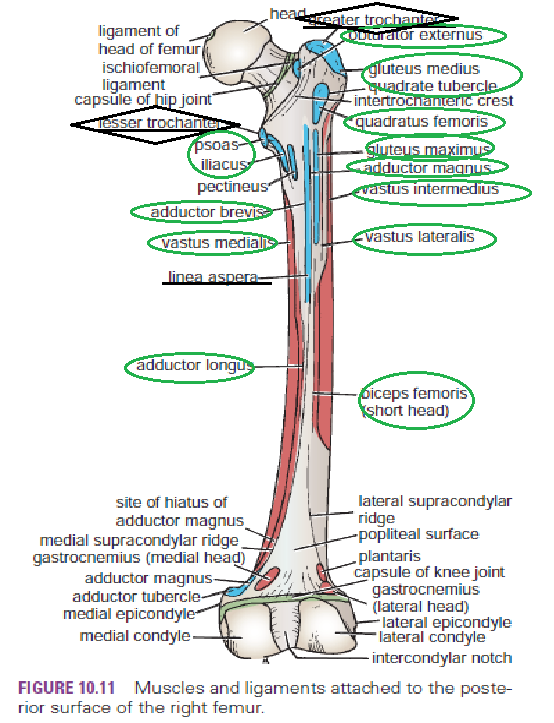 head
greater trochanter
ligament of
head of femur
obturator externus
ischiofemoral
ligament
gluteus medius
quadrate tubercle
capsule of hip joint
intertrochanteric crest
lesser trochanter
quadratus femoris
psoas
gluteus maximus
iliacus
adductor magnus
pectineus
vastus intermedius
adductor brevis
vastus medialis
vastus lateralis
linea aspera
adductor longus
biceps femoris
(short head)
site of hiatus of
adductor magnus
lateral supracondylar
ridge
medial supracondylar ridge
popliteal surface
gastrocnemius (medial head)
plantaris
adductor magnus
capsule of knee joint
adductor tubercle
gastrocnemius
(lateral head)
medial epicondyle
lateral epicondyle
medial condyle
lateral condyle
intercondylar notch
FIGURE 10.11 Muscles and ligaments attached to the poste-
rior surface of the right femur.